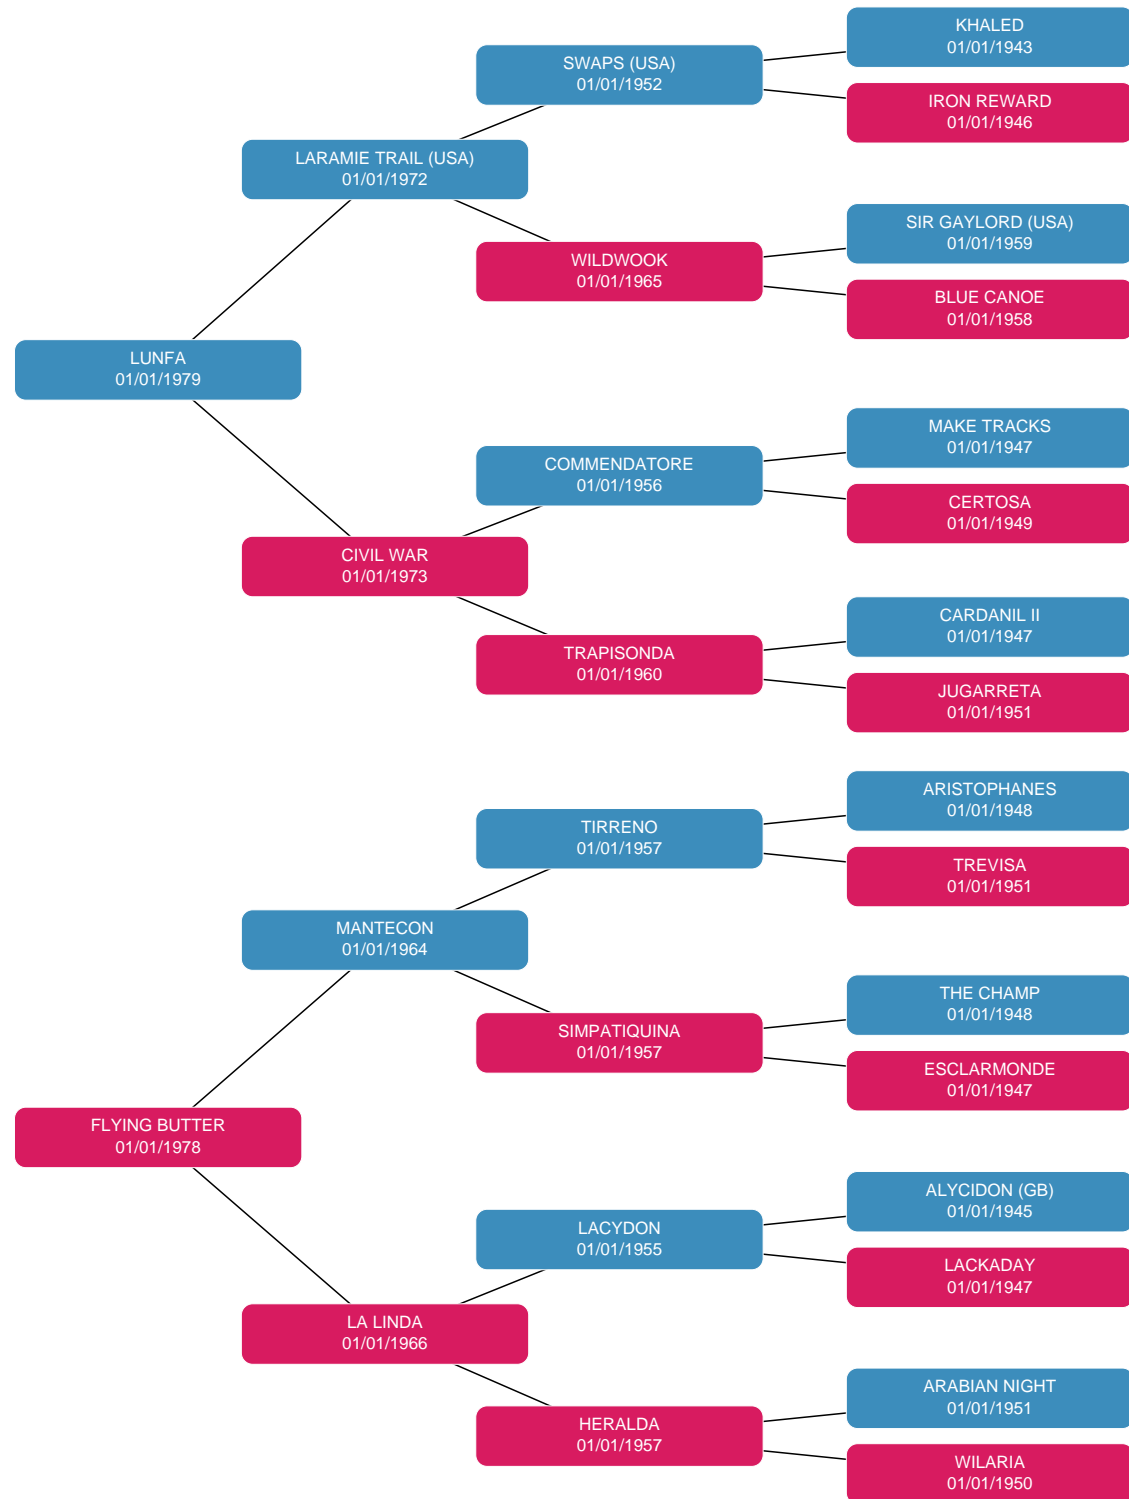 KHALED
01/01/1943
SWAPS (USA)
01/01/1952
IRON REWARD
01/01/1946
LARAMIE TRAIL (USA)
01/01/1972
SIR GAYLORD (USA)
01/01/1959
WILDWOOK
01/01/1965
BLUE CANOE
01/01/1958
LUNFA
01/01/1979
MAKE TRACKS
01/01/1947
COMMENDATORE
01/01/1956
CERTOSA
01/01/1949
CIVIL WAR
01/01/1973
CARDANIL II
01/01/1947
TRAPISONDA
01/01/1960
JUGARRETA
01/01/1951
ARISTOPHANES
01/01/1948
TIRRENO
01/01/1957
TREVISA
01/01/1951
MANTECON
01/01/1964
THE CHAMP
01/01/1948
SIMPATIQUINA
01/01/1957
ESCLARMONDE
01/01/1947
FLYING BUTTER
01/01/1978
ALYCIDON (GB)
01/01/1945
LACYDON
01/01/1955
LACKADAY
01/01/1947
LA LINDA
01/01/1966
ARABIAN NIGHT
01/01/1951
HERALDA
01/01/1957
WILARIA
01/01/1950